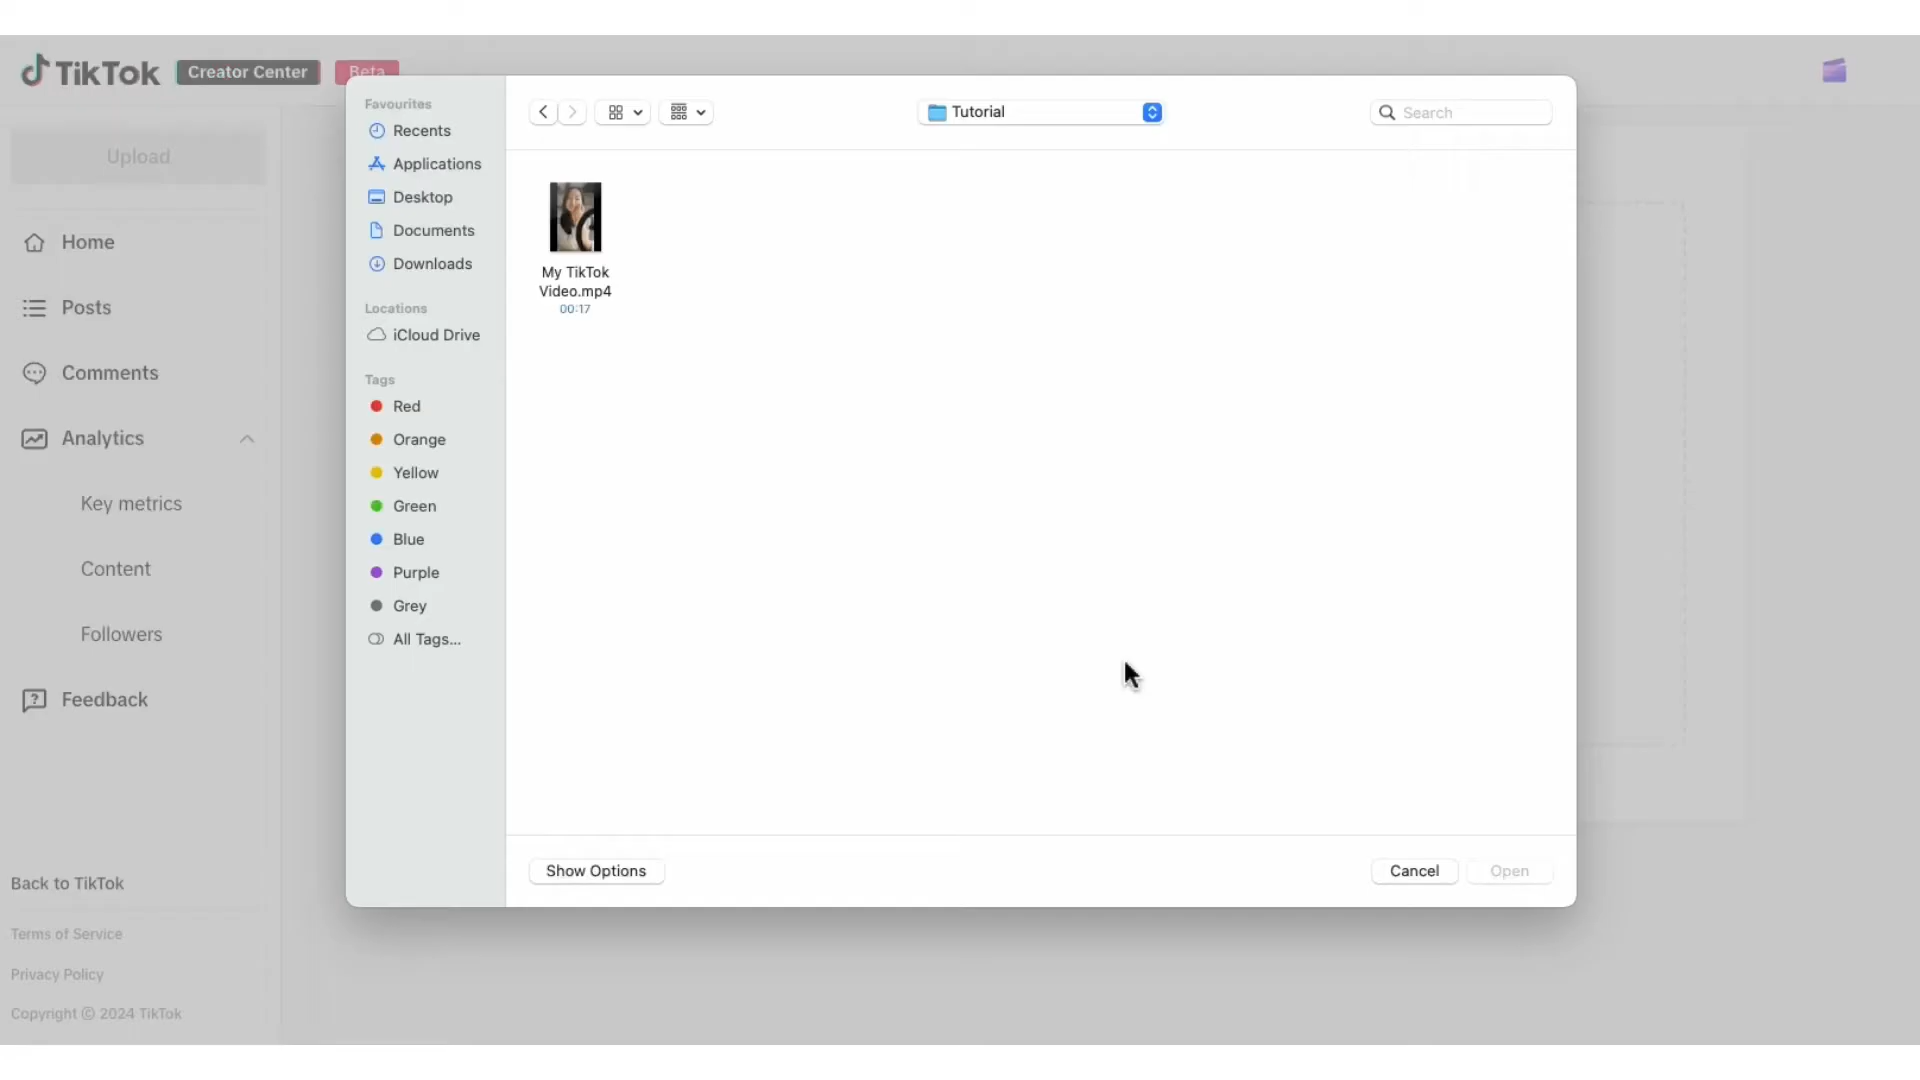 TikTok Creator Center Beta
Upload
Home
Posts
Comments
Analytics
Key metrics
Content
Followers
Feedback
Back to TikTok
Terms of Service
Privacy Policy
Copyright © 2024 TikTok
Favourites
Recents
Applications
Desktop
Documents
Downloads
Locations
iCloud Drive
Tags
Red
Orange
Yellow
Green
Blue
Purple
Grey
All Tags...
Tutorial
Search
My TikTok
Video.mp4
00:17
Show Options
Cancel
Open